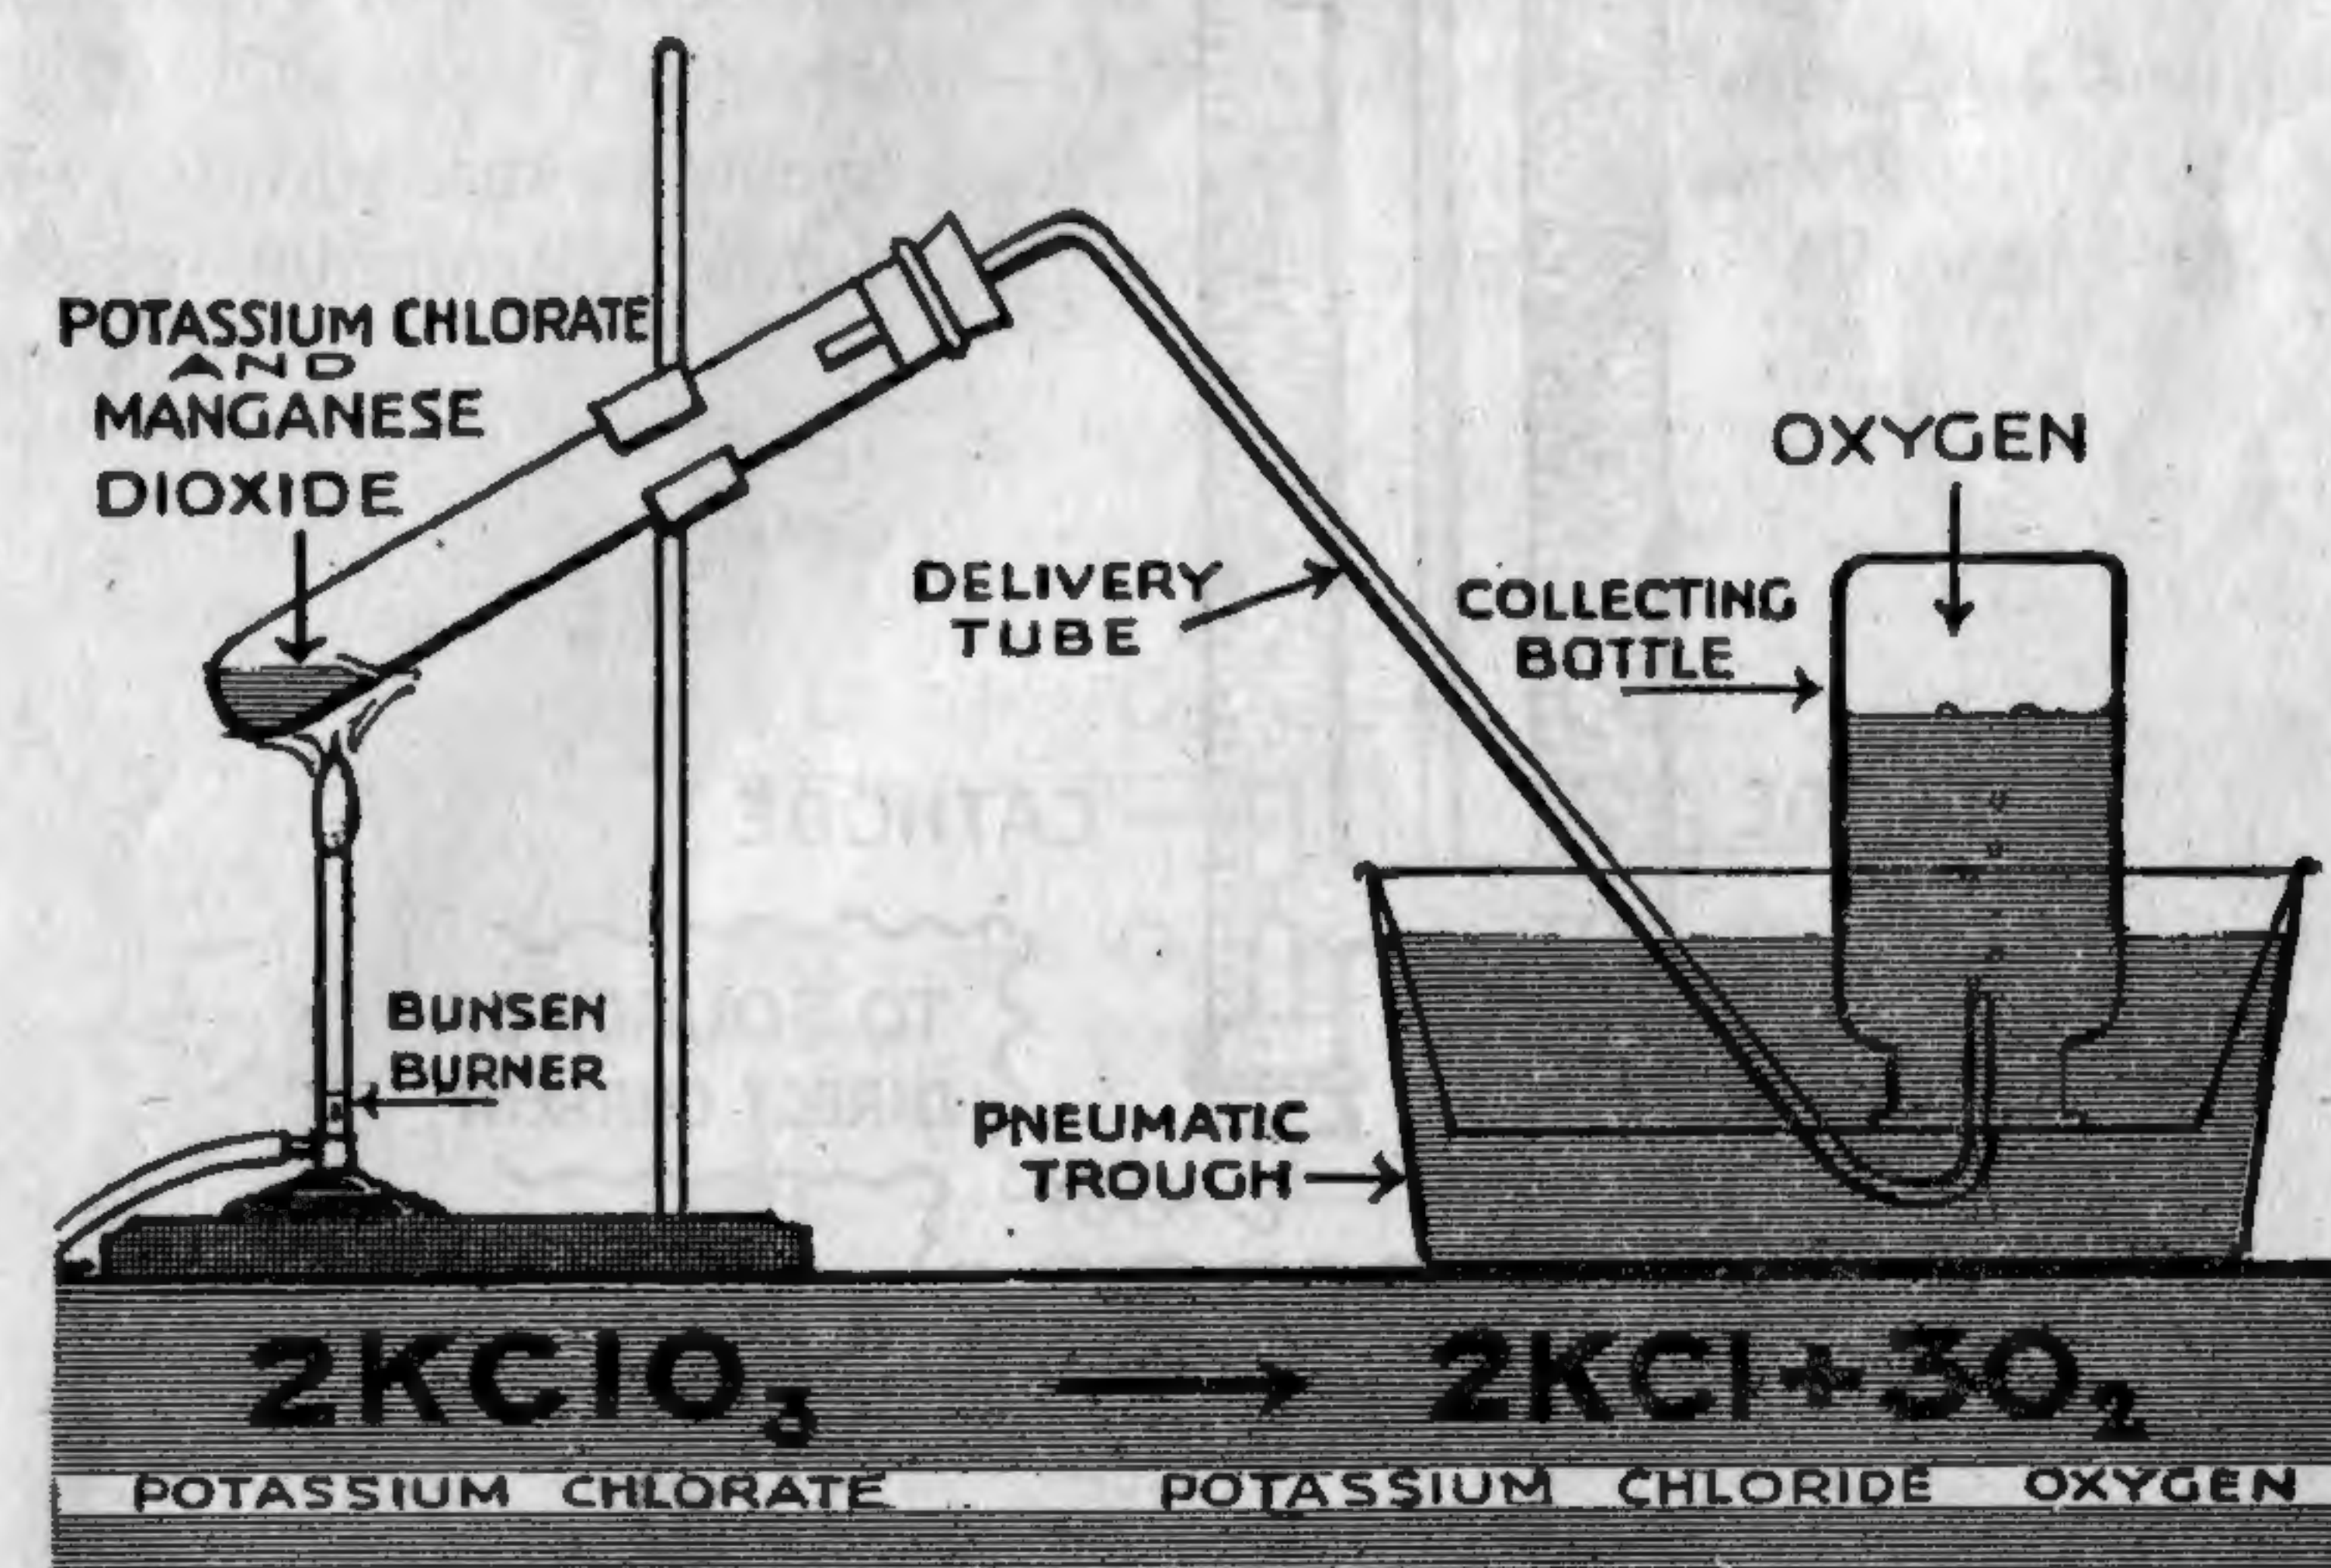 POTASSIUM CHLORATE
AND
MANGANESE
DIOXIDE
OXYGEN
DELIVERY
TUBE
COLLECTING
BOTTLE
BUNSEN
BURNER
PNEUMATIC
TROUGH
2KClO₃ → 2KCl+3O₂
POTASSIUM CHLORATE POTASSIUM CHLORIDE OXYGEN